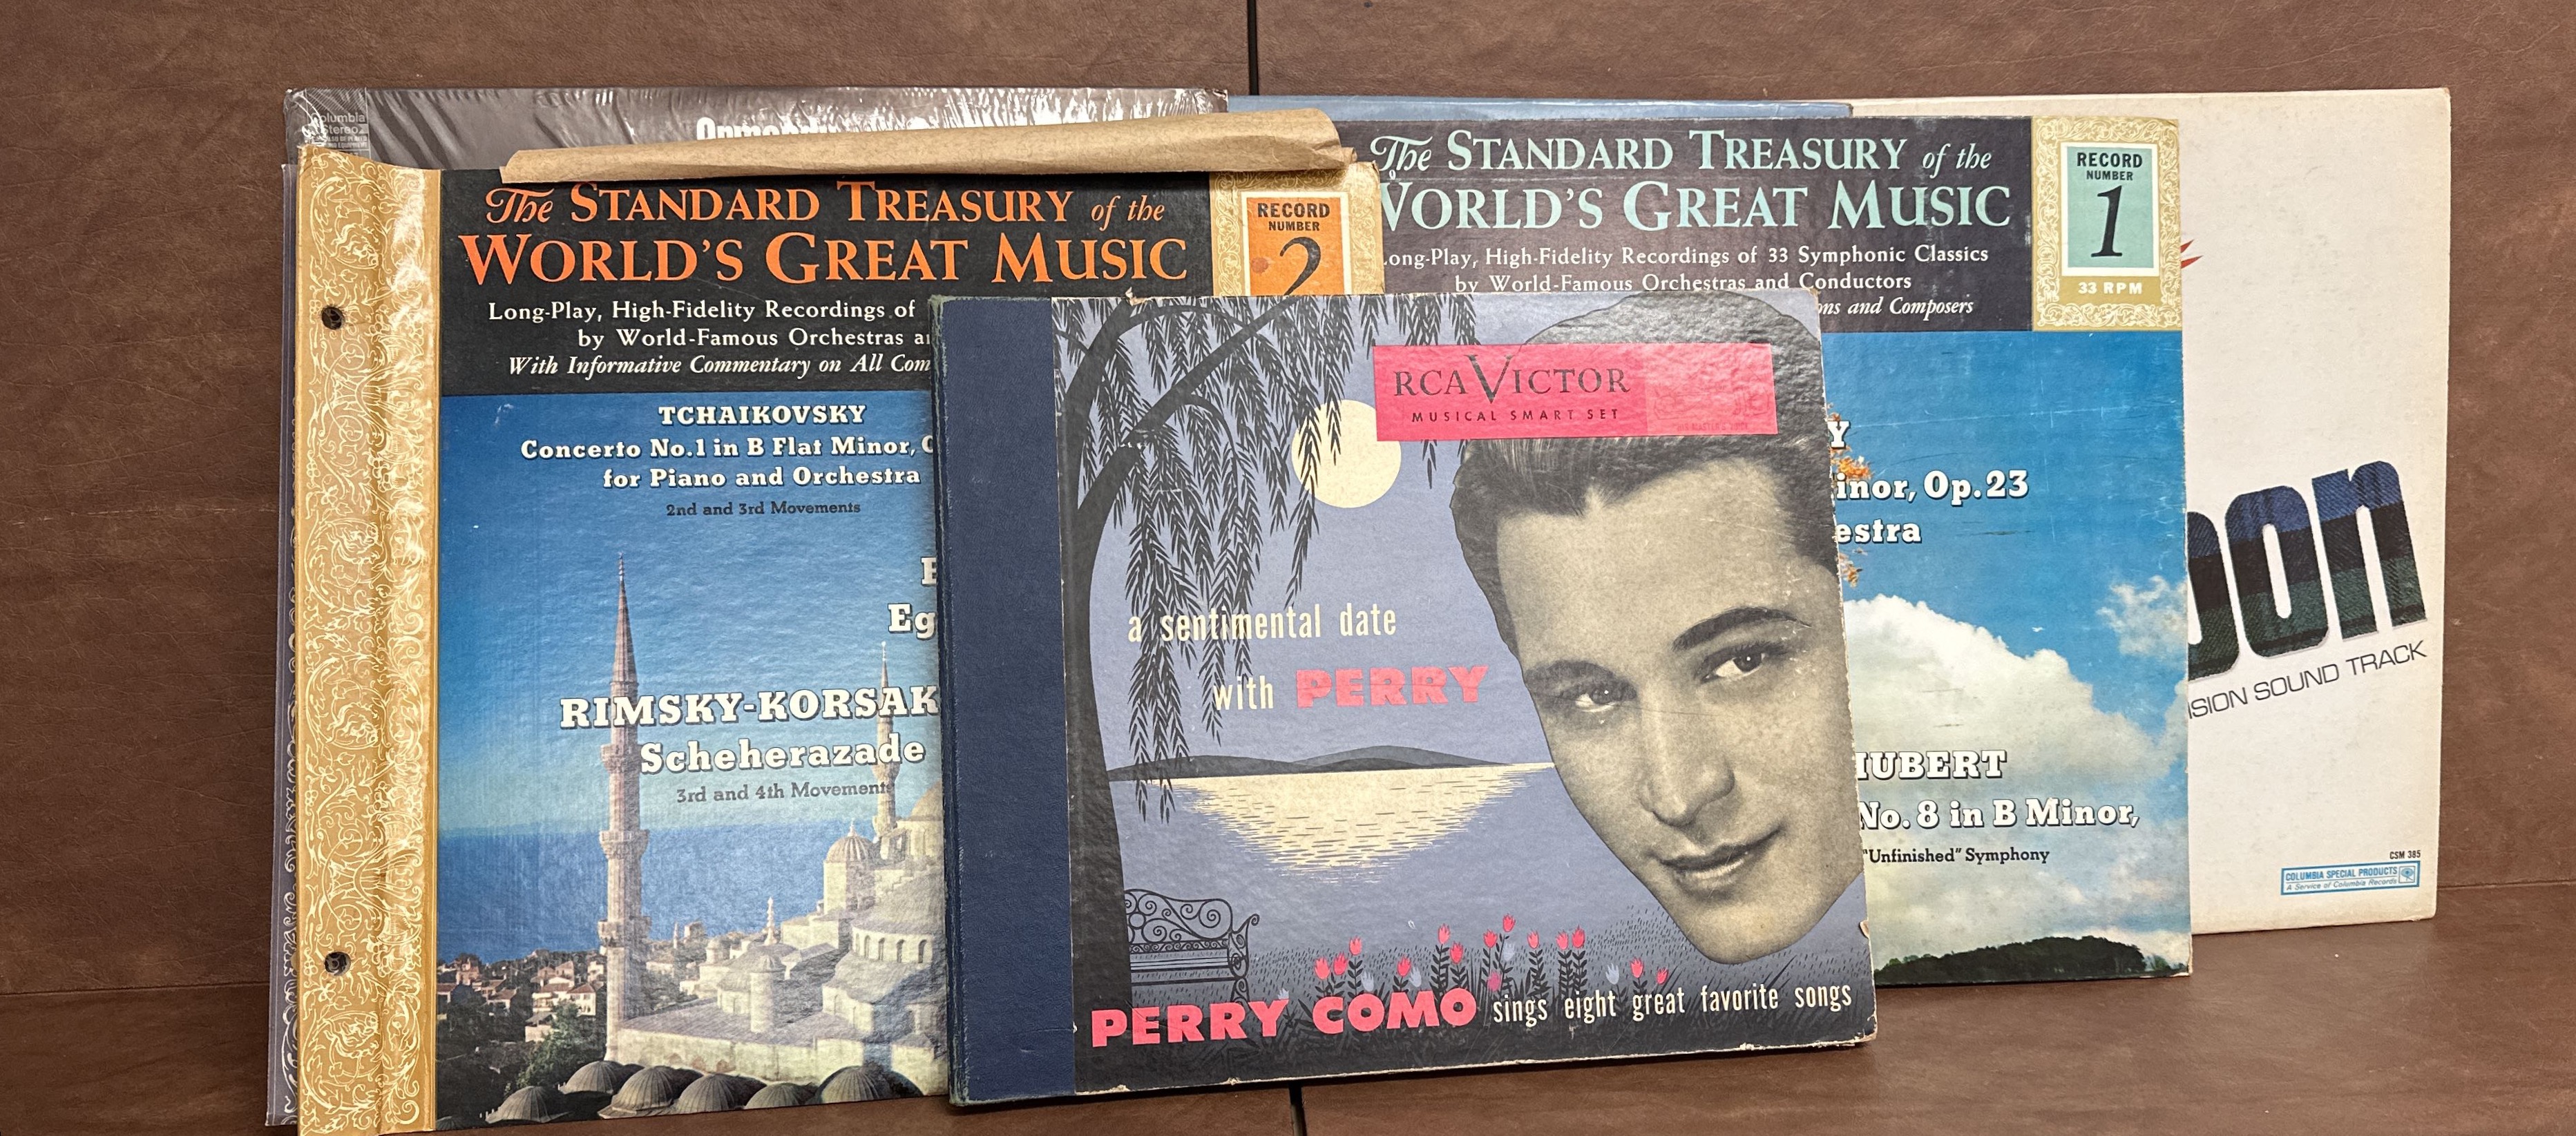 Columbia
Stereo
The STANDARD TREASURY of the
WORLD'S GREAT MUSIC
Long-Play, High-Fidelity Recordings of
by World-Famous Orchestras
With Informative Commentary on All
RECORD
NUMBER
2
TCHAIKOVSKY
Concerto No.1 in B Flat Minor,
for Piano and Orchestra
2nd and 3rd Movements
Eg
RIMSKY-KORSAK
Scheherazade
3rd and 4th Movements
RCA VICTOR
MUSICAL SMART SET
a sentimental date
with PERRY
PERRY COMO sings eight great favorite songs
The STANDARD TREASURY of the
WORLD'S GREAT MUSIC
Long-Play, High-Fidelity Recordings of 33 Symphonic Classics
by World-Famous Orchestras and Conductors
ns and Composers
RECORD
NUMBER
1
33 RPM
Y
inor, Op.23
estra
HUBERT
No. 8 in B Minor,
"Unfinished" Symphony
oon
ISION SOUND TRACK
CSM 385
COLUMBIA SPECIAL PRODUCTS
A Service of Columbia Records